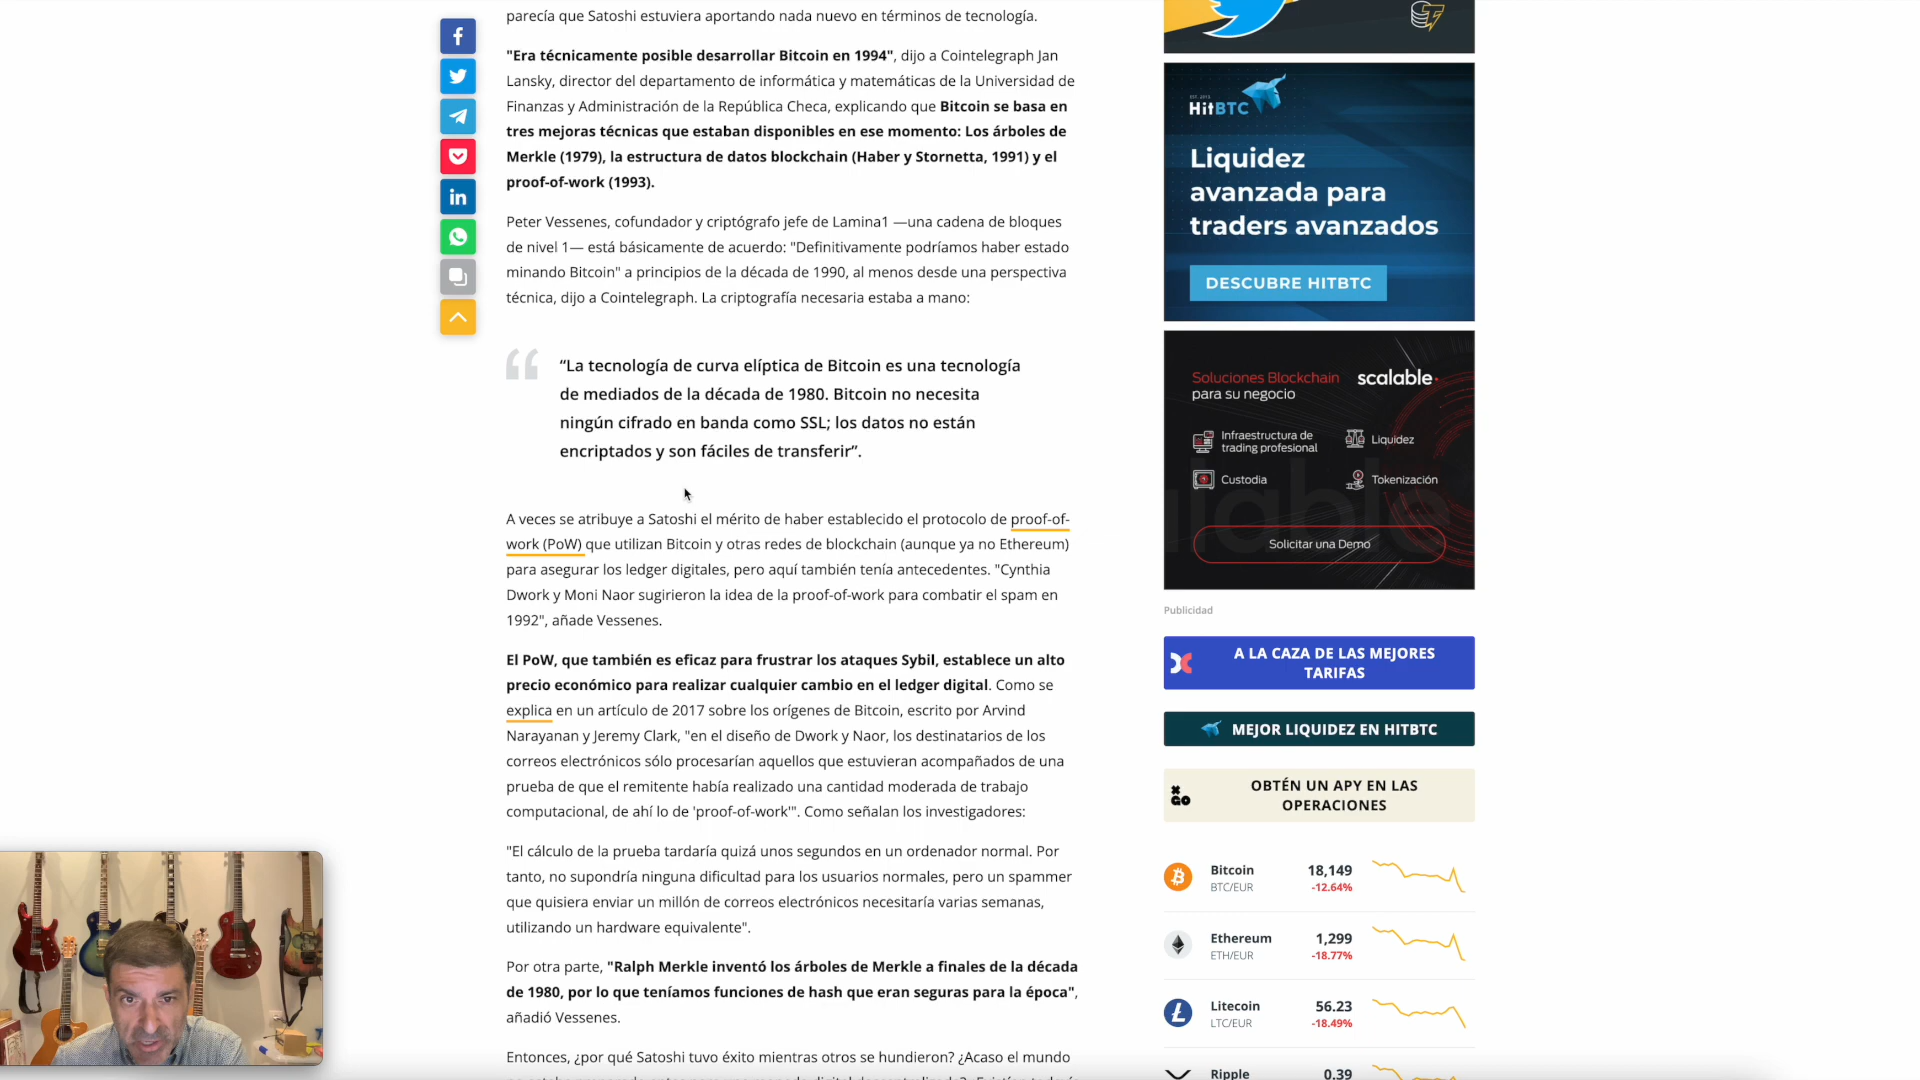 parecía que Satoshi estuviera aportando nada nuevo en términos de tecnología.
"Era técnicamente posible desarrollar Bitcoin en 1994", dijo a Cointelegraph Jan
Lansky, director del departamento de informática y matemáticas de la Universidad de
Finanzas y Administración de la República Checa, explicando que Bitcoin se basa en
tres mejoras técnicas que estaban disponibles en ese momento: Los árboles de
Merkle (1979), la estructura de datos blockchain (Haber y Stornetta, 1991) y el
proof-of-work (1993).
Peter Vessenes, cofundador y criptógrafo jefe de Lamina1 —una cadena de bloques
de nivel 1— está básicamente de acuerdo: "Definitivamente podríamos haber estado
minando Bitcoin" a principios de la década de 1990, al menos desde una perspectiva
técnica, dijo a Cointelegraph. La criptografía necesaria estaba a mano:
“La tecnología de curva elíptica de Bitcoin es una tecnología
de mediados de la década de 1980. Bitcoin no necesita
ningún cifrado en banda como SSL; los datos no están
encriptados y son fáciles de transferir”.
A veces se atribuye a Satoshi el mérito de haber establecido el protocolo de proof-of-
work (PoW) que utilizan Bitcoin y otras redes de blockchain (aunque ya no Ethereum)
para asegurar los ledger digitales, pero aquí también tenía antecedentes. "Cynthia
Dwork y Moni Naor sugirieron la idea de la proof-of-work para combatir el spam en
1992", añade Vessenes.
El PoW, que también es eficaz para frustrar los ataques Sybil, establece un alto
precio económico para realizar cualquier cambio en el ledger digital. Como se
explica en un artículo de 2017 sobre los orígenes de Bitcoin, escrito por Arvind
Narayanan y Jeremy Clark, "en el diseño de Dwork y Naor, los destinatarios de los
correos electrónicos sólo procesarían aquellos que estuvieran acompañados de una
prueba de que el remitente había realizado una cantidad moderada de trabajo
computacional, de ahí lo de 'proof-of-work'". Como señalan los investigadores:
"El cálculo de la prueba tardaría quizá unos segundos en un ordenador normal. Por
tanto, no supondría ninguna dificultad para los usuarios normales, pero un spammer
que quisiera enviar un millón de correos electrónicos necesitaría varias semanas,
utilizando un hardware equivalente".
Por otra parte, "Ralph Merkle inventó los árboles de Merkle a finales de la década
de 1980, por lo que teníamos funciones de hash que eran seguras para la época",
añadió Vessenes.
Entonces, ¿por qué Satoshi tuvo éxito mientras otros se hundieron? ¿Acaso el mundo
HitBTC
Liquidez
avanzada para
traders avanzados
DESCUBRE HITBTC
Soluciones Blockchain
para su negocio
scalable
Infraestructura de
trading profesional
Liquidez
Custodia
Tokenización
Solicitar una Demo
Publicidad
A LA CAZA DE LAS MEJORES
TARIFAS
MEJOR LIQUIDEZ EN HITBTC
GO
OBTÉN UN APY EN LAS
OPERACIONES
Bitcoin 18,149
BTC/EUR -12.64%
Ethereum 1,299
ETH/EUR -18.77%
Litecoin 56.23
LTC/EUR -18.49%
Ripple 0.39